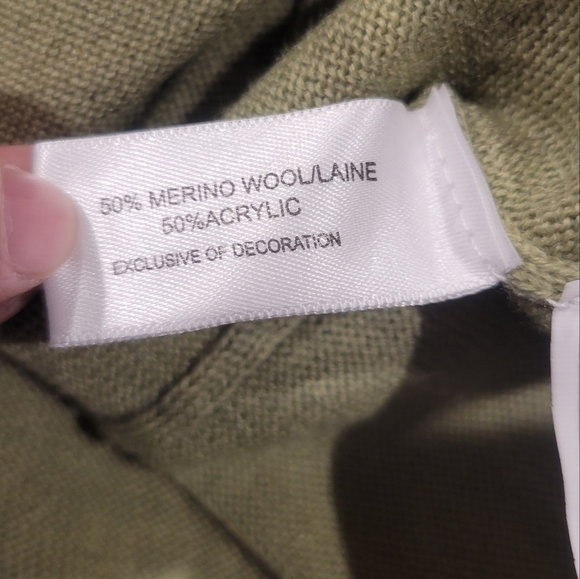 50% MERINO WOOL/LAINE
50%ACRYLIC
EXCLUSIVE OF DECORATION